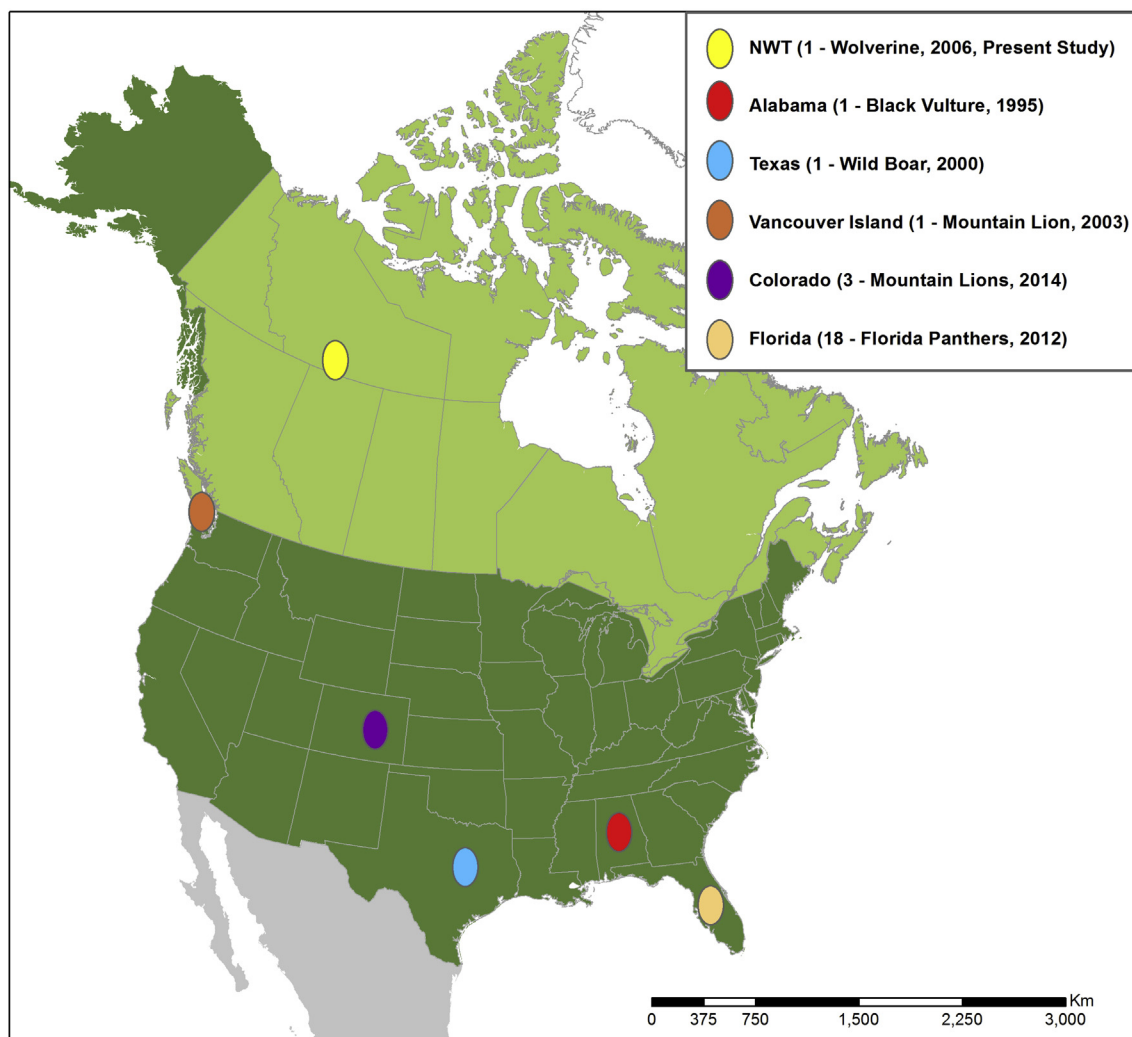 NWT (1 - Wolverine, 2006, Present Study)
Alabama (1 - Black Vulture, 1995)
Texas (1 - Wild Boar, 2000)
Vancouver Island (1 - Mountain Lion, 2003)
Colorado (3 - Mountain Lions, 2014)
Florida (18 - Florida Panthers, 2012)
Km
0 375 750 1,500 2,250 3,000